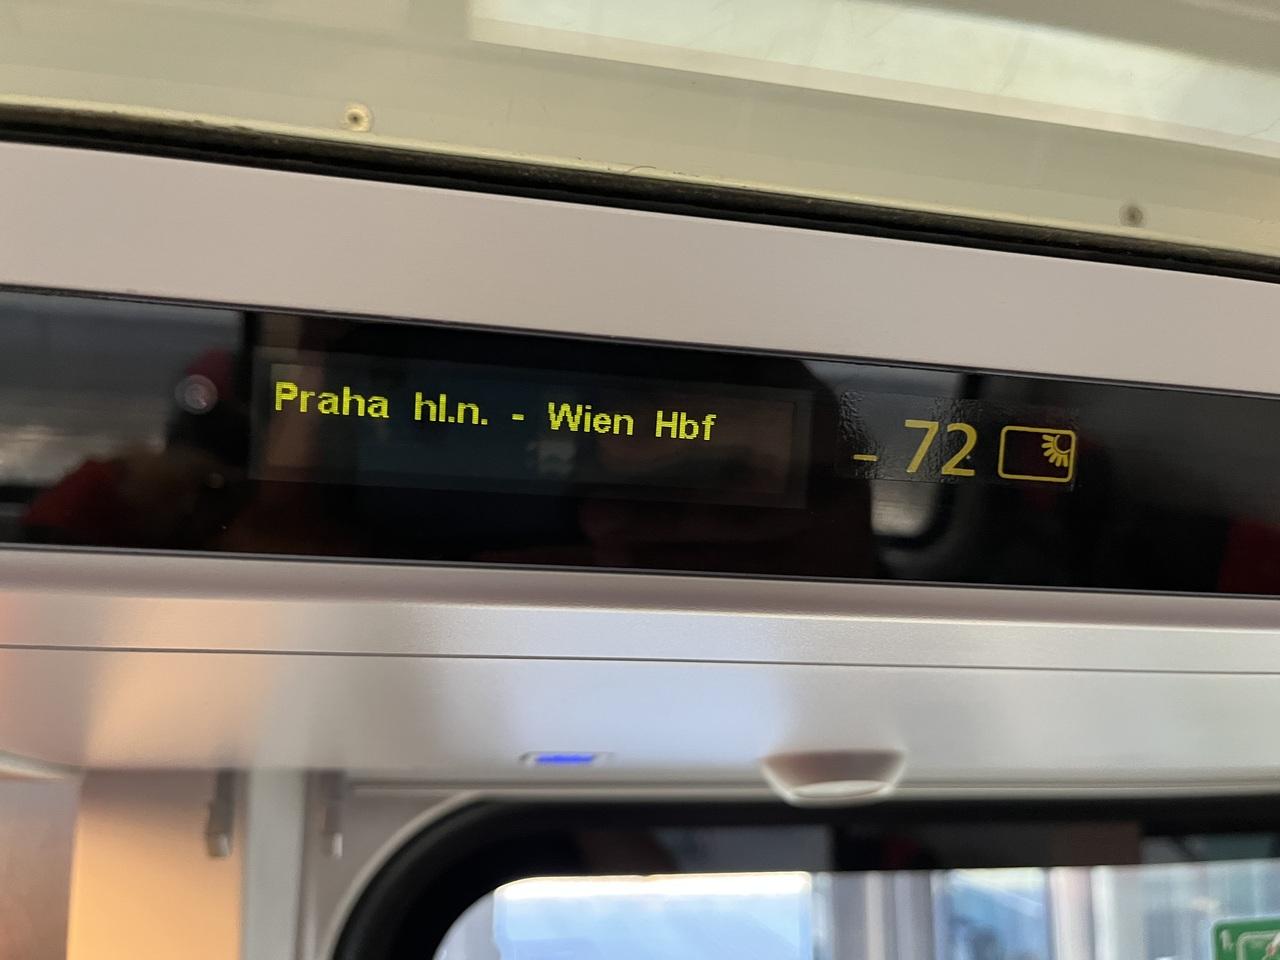 Praha hl.n. - Wien Hbf
72